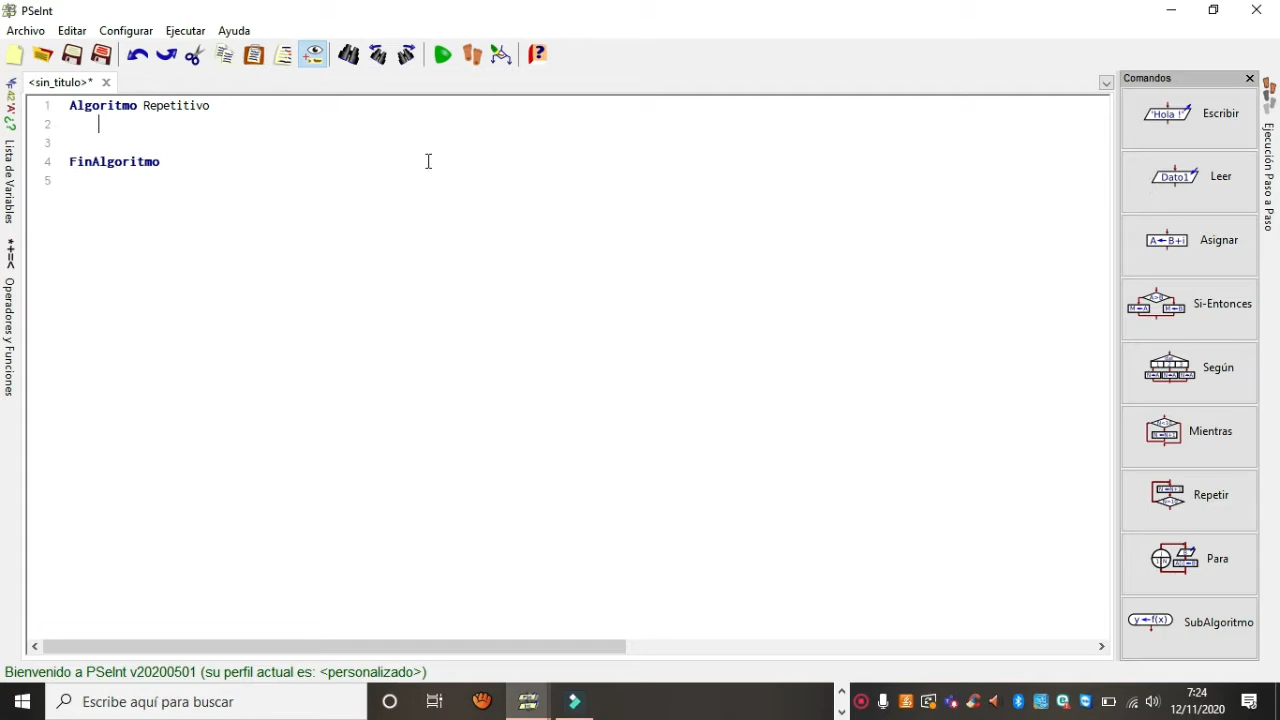 PSeInt
Archivo Editar Configurar Ejecutar Ayuda
<sin_titulo>*
Comandos
1 Algoritmo Repetitivo
2
3
4 FinAlgoritmo
5
Lista de Variables
Operadores y Funciones
'Hola !' Escribir
Dato1 Leer
A←B+i Asignar
Si-Entonces
Según
Mientras
Repetir
Para
y←f(x) SubAlgoritmo
Ejecución Paso a Paso
Bienvenido a PSeInt v20200501 (su perfil actual es: <personalizado>)
Escribe aquí para buscar
7:24
12/11/2020